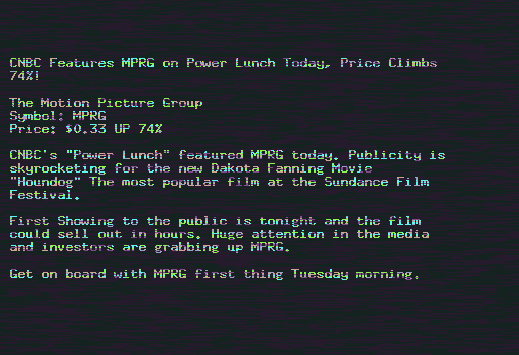 CNBC Features MPRG on Power Lunch Today, Price Climbs
74%!
The Motion Picture Group
Symbol: MPRG
Price: $0.33 UP 74%
CNBC's "Power Lunch" featured MPRG today. Publicity is
skyrocketing for the new Dakota Fanning Movie
"Houndog" The most popular film at the Sundance Film
Festival.
First Showing to the public is tonight and the film
could sell out in hours. Huge attention in the media
and investors are grabbing up MPRG.
Get on board with MPRG first thing Tuesday morning.